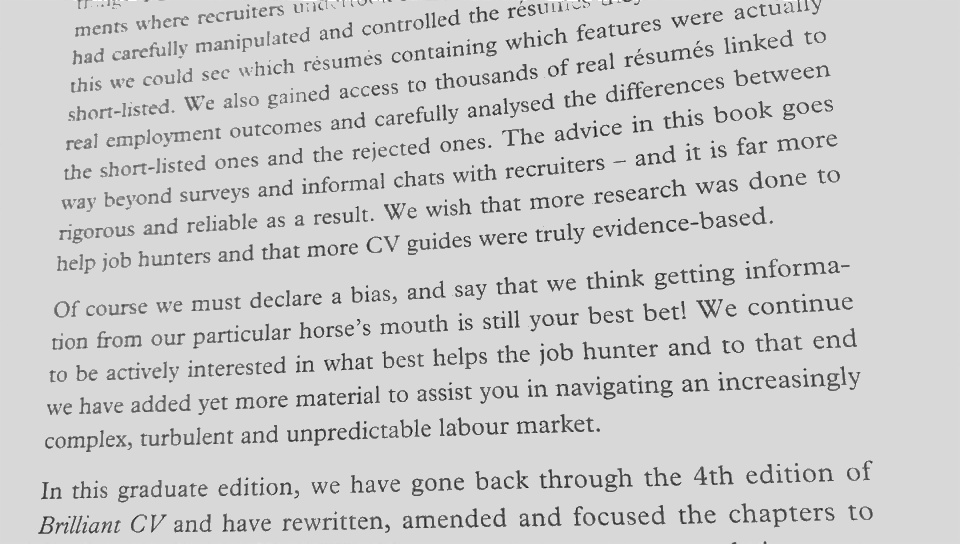 ments where recruiters
had carefully manipulated and controlled the résumés they
this we could see which résumés containing which features were actually
short-listed. We also gained access to thousands of real résumés linked to
real employment outcomes and carefully analysed the differences between
the short-listed ones and the rejected ones. The advice in this book goes
way beyond surveys and informal chats with recruiters – and it is far more
rigorous and reliable as a result. We wish that more research was done to
help job hunters and that more CV guides were truly evidence-based.
Of course we must declare a bias, and say that we think getting informa-
tion from our particular horse's mouth is still your best bet! We continue
to be actively interested in what best helps the job hunter and to that end
we have added yet more material to assist you in navigating an increasingly
complex, turbulent and unpredictable labour market.
In this graduate edition, we have gone back through the 4th edition of
Brilliant CV and have rewritten, amended and focused the chapters to